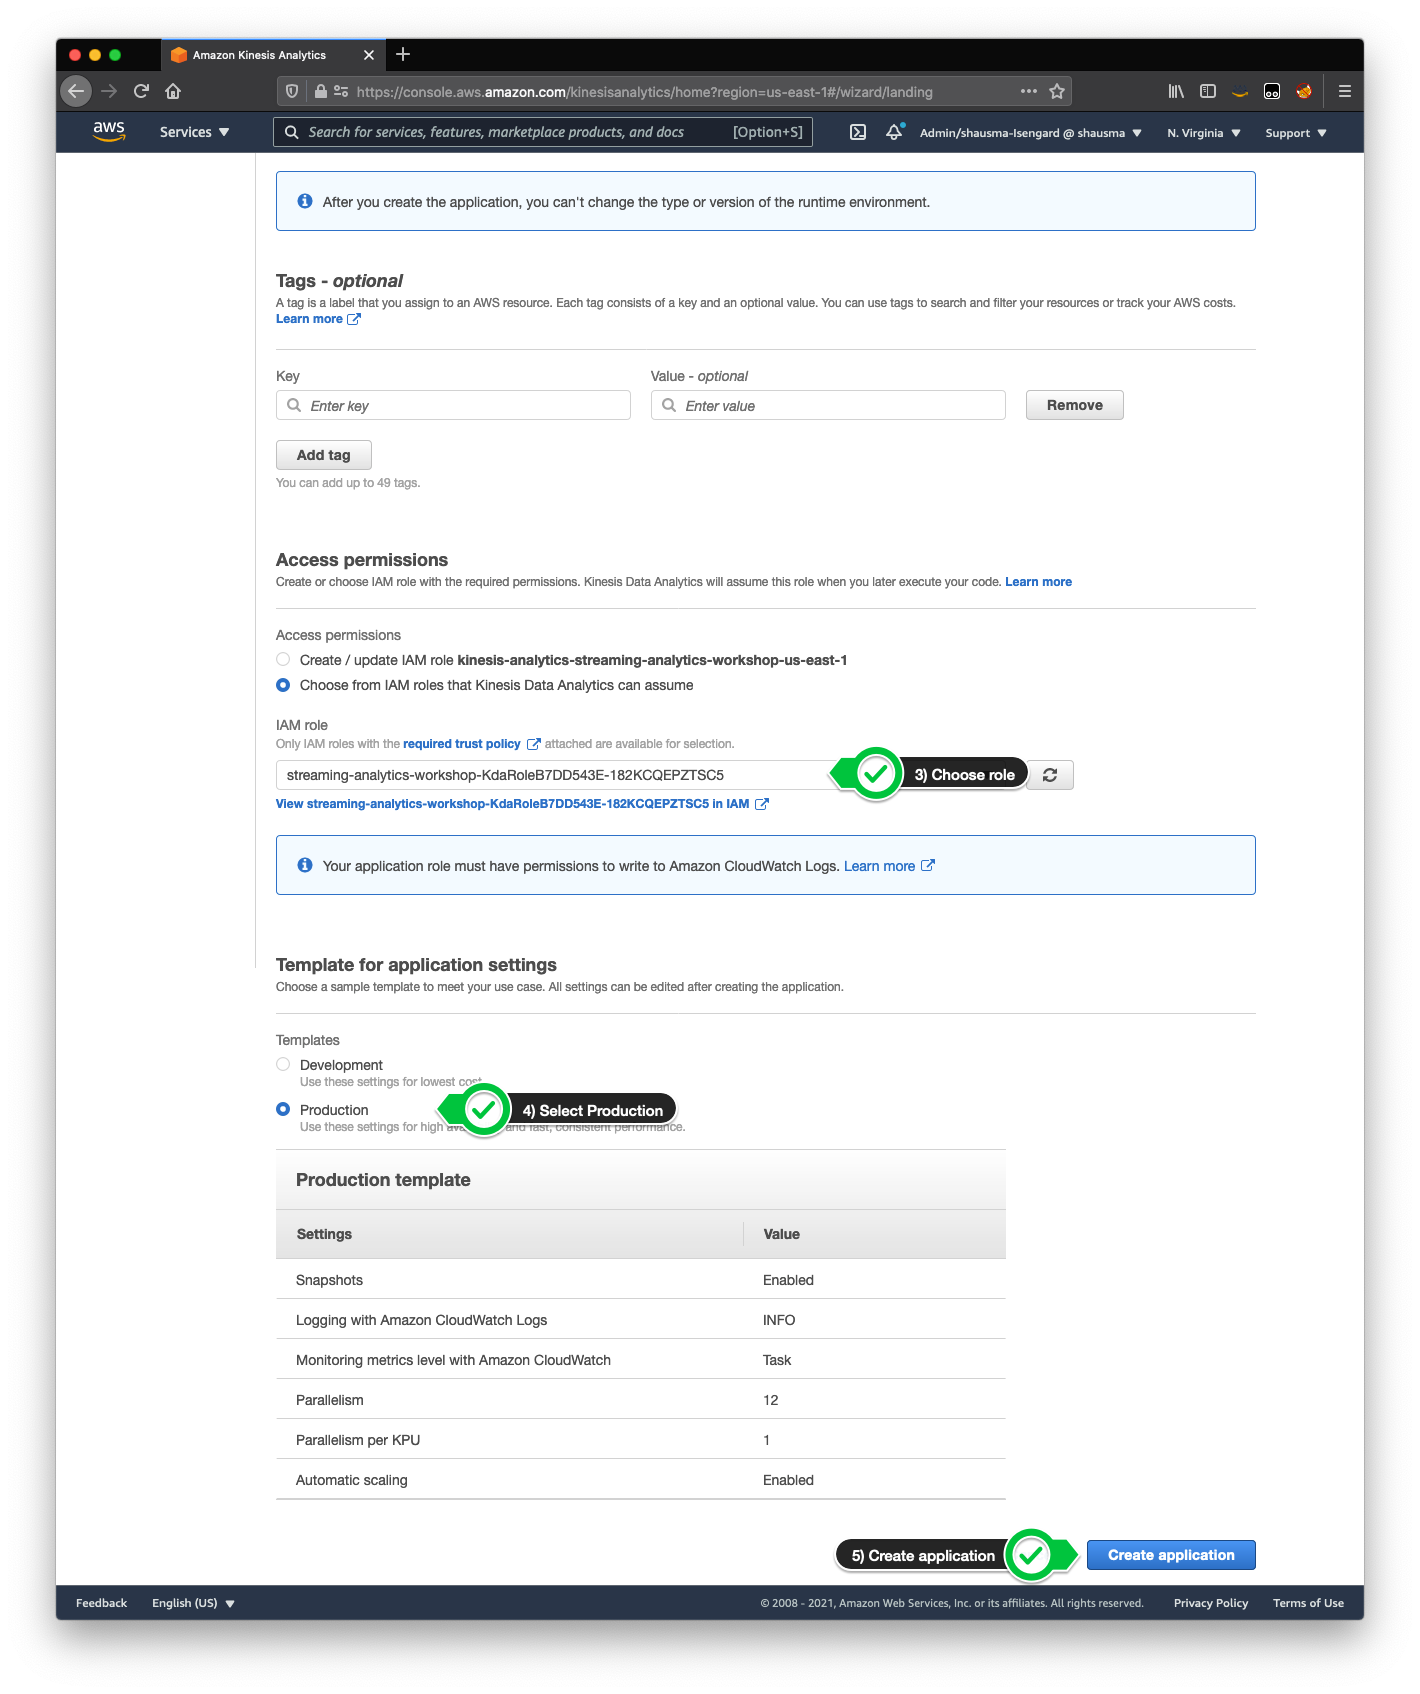 Amazon Kinesis Analytics
https://console.aws.amazon.com/kinesisanalytics/home?region=us-east-1#/wizard/landing
aws
Services
Search for services, features, marketplace products, and docs
[Option+S]
Admin/shausma-Isengard @ shausma
N. Virginia
Support
After you create the application, you can't change the type or version of the runtime environment.
Tags - optional
A tag is a label that you assign to an AWS resource. Each tag consists of a key and an optional value. You can use tags to search and filter your resources or track your AWS costs.
Learn more
Key
Value - optional
Enter key
Enter value
Remove
Add tag
You can add up to 49 tags.
Access permissions
Create or choose IAM role with the required permissions. Kinesis Data Analytics will assume this role when you later execute your code. Learn more
Access permissions
Create / update IAM role kinesis-analytics-streaming-analytics-workshop-us-east-1
Choose from IAM roles that Kinesis Data Analytics can assume
IAM role
Only IAM roles with the required trust policy attached are available for selection.
streaming-analytics-workshop-KdaRoleB7DD543E-182KCQEPZTSC5
3) Choose role
View streaming-analytics-workshop-KdaRoleB7DD543E-182KCQEPZTSC5 in IAM
Your application role must have permissions to write to Amazon CloudWatch Logs. Learn more
Template for application settings
Choose a sample template to meet your use case. All settings can be edited after creating the application.
Templates
Development
Use these settings for lowest cost
Production
4) Select Production
Use these settings for high and fast, consistent performance.
Production template
Settings
Value
Snapshots
Enabled
Logging with Amazon CloudWatch Logs
INFO
Monitoring metrics level with Amazon CloudWatch
Task
Parallelism
12
Parallelism per KPU
1
Automatic scaling
Enabled
5) Create application
Create application
Feedback
English (US)
© 2008 - 2021, Amazon Web Services, Inc. or its affiliates. All rights reserved.
Privacy Policy
Terms of Use